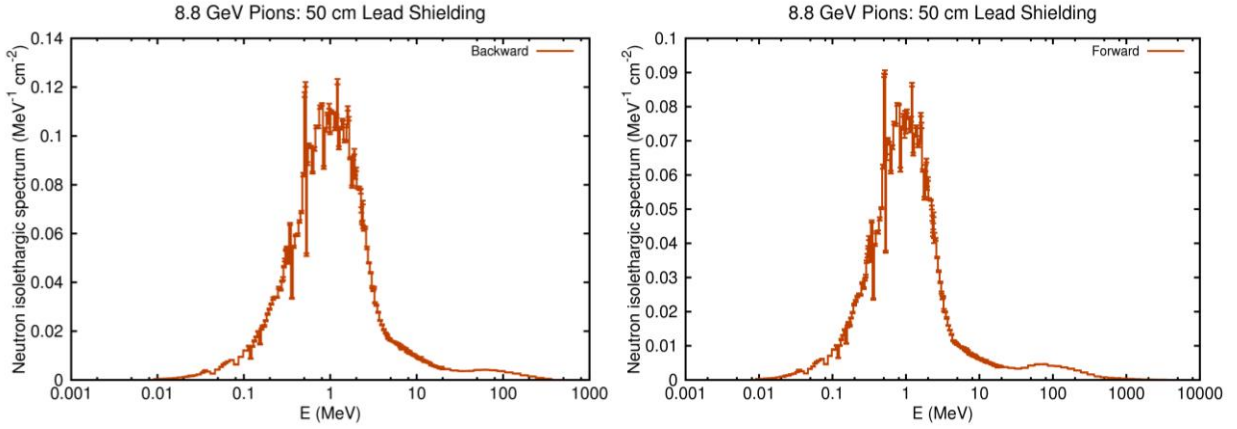 8.8 GeV Pions: 50 cm Lead Shielding
Neutron isolethargic spectrum (MeV⁻¹ cm⁻²)
0.14
0.12
0.1
0.08
0.06
0.04
0.02
0
Backward
0.001 0.01 0.1 1 10 100 1000
E (MeV)
8.8 GeV Pions: 50 cm Lead Shielding
Neutron isolethargic spectrum (MeV⁻¹ cm⁻²)
0.1
0.09
0.08
0.07
0.06
0.05
0.04
0.03
0.02
0.01
0
Forward
0.001 0.01 0.1 1 10 100 1000 10000
E (MeV)